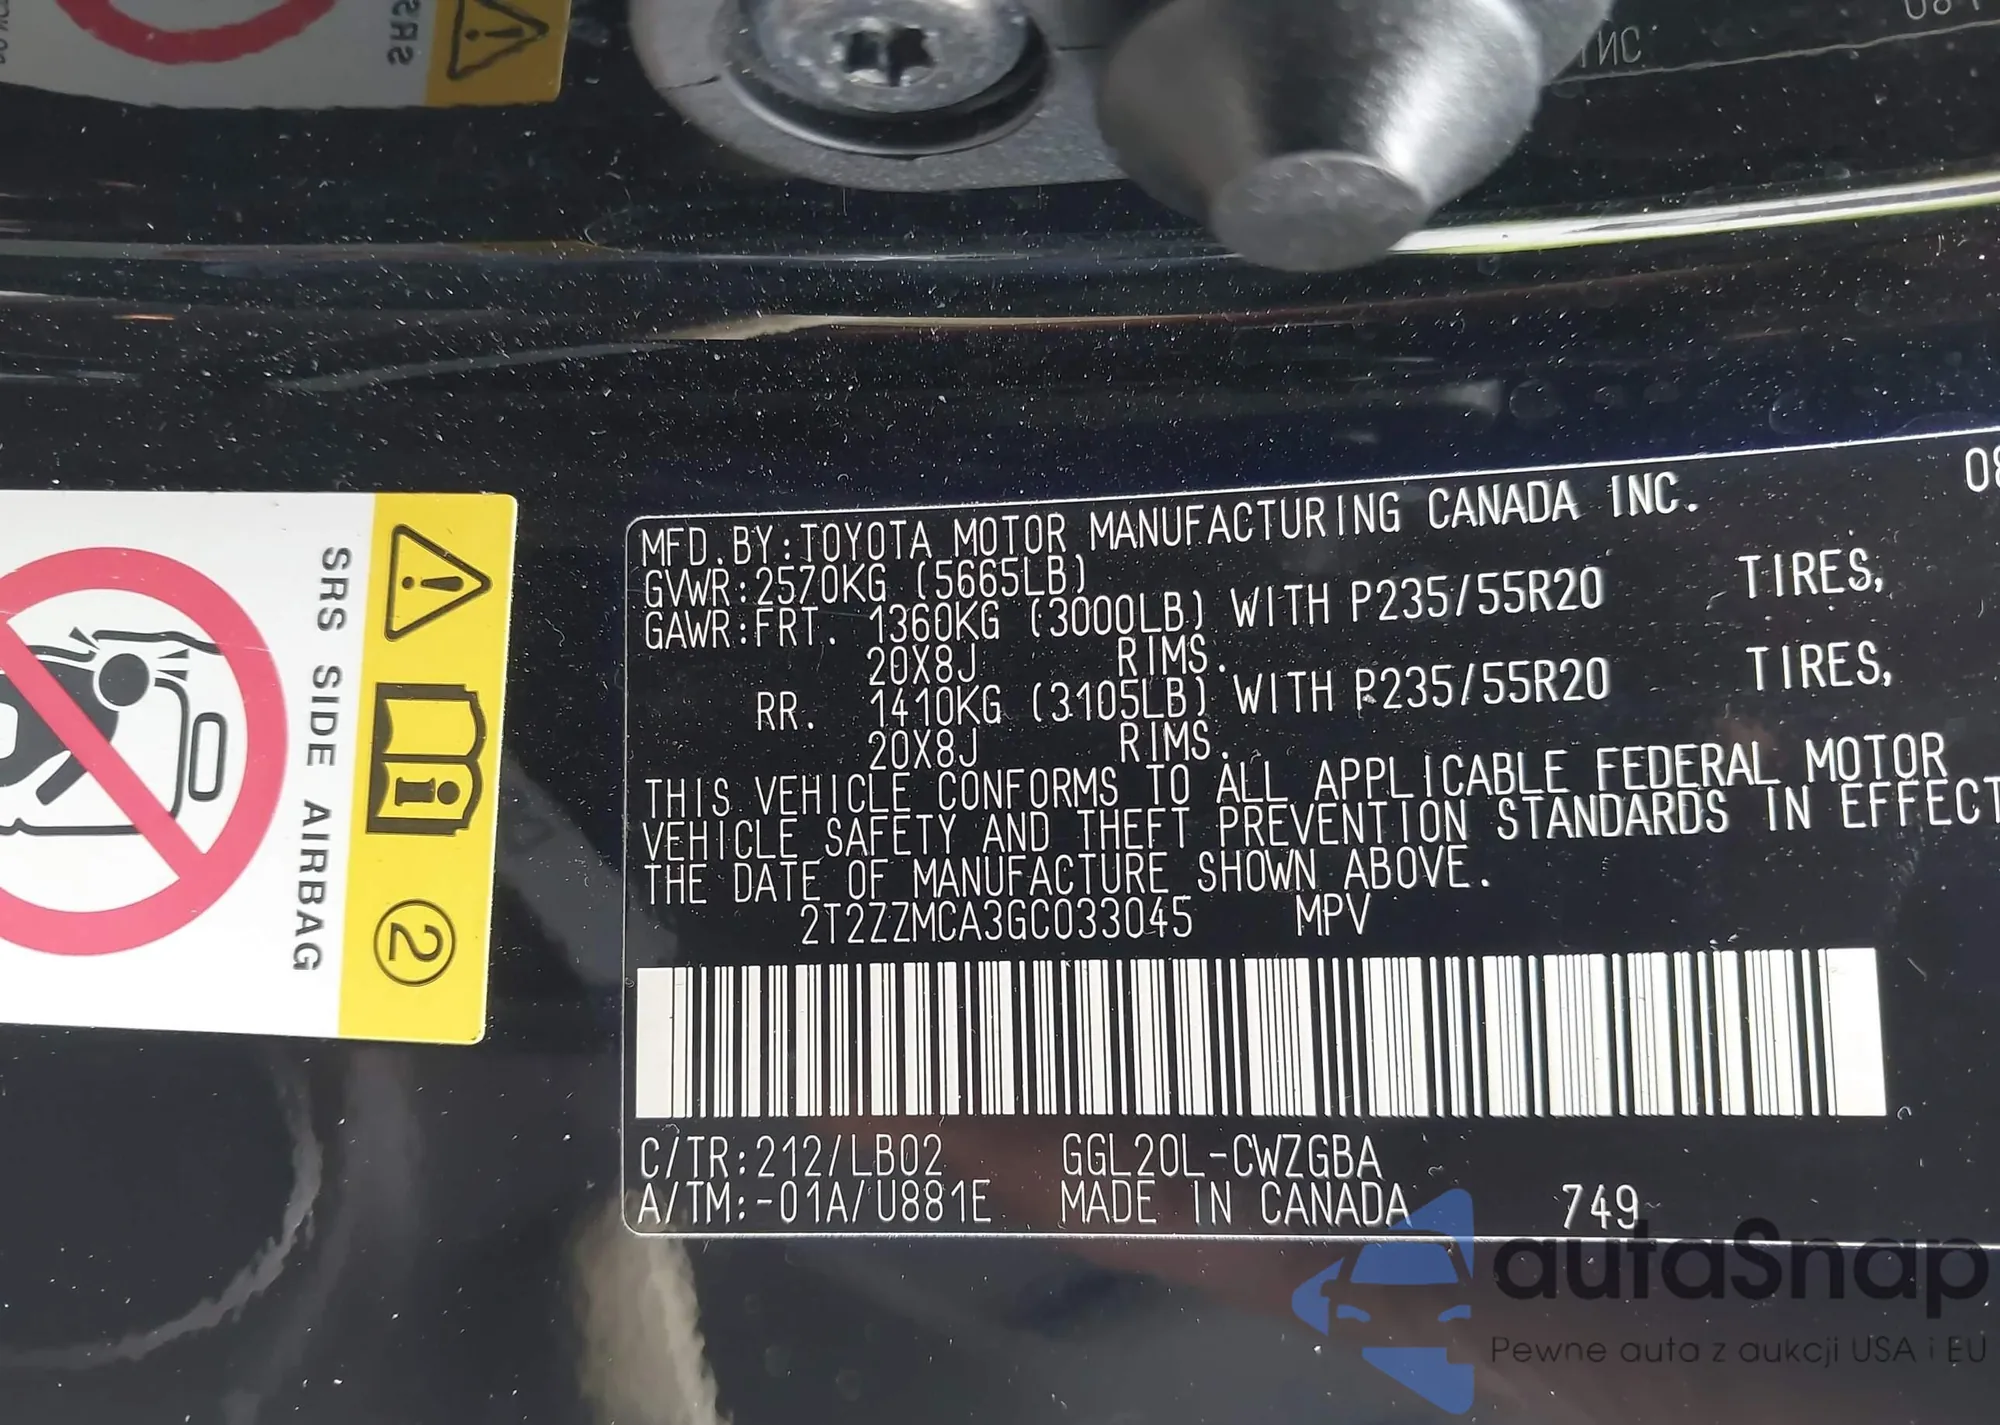 SRS
INC.
SRS SIDE AIRBAG
2
MFD.BY:TOYOTA MOTOR MANUFACTURING CANADA INC. 08
GVWR:2570KG (5665LB)
GAWR:FRT. 1360KG (3000LB) WITH P235/55R20 TIRES,
20X8J RIMS.
RR. 1410KG (3105LB) WITH P235/55R20 TIRES,
20X8J RIMS.
THIS VEHICLE CONFORMS TO ALL APPLICABLE FEDERAL MOTOR
VEHICLE SAFETY AND THEFT PREVENTION STANDARDS IN EFFECT
THE DATE OF MANUFACTURE SHOWN ABOVE.
2T2ZZMCA3GC033045 MPV
C/TR:212/LB02 GGL20L-CWZGBA
A/TM:-01A/U881E MADE IN CANADA 749
autoSnap
Pewne auta z aukcji USA i EU